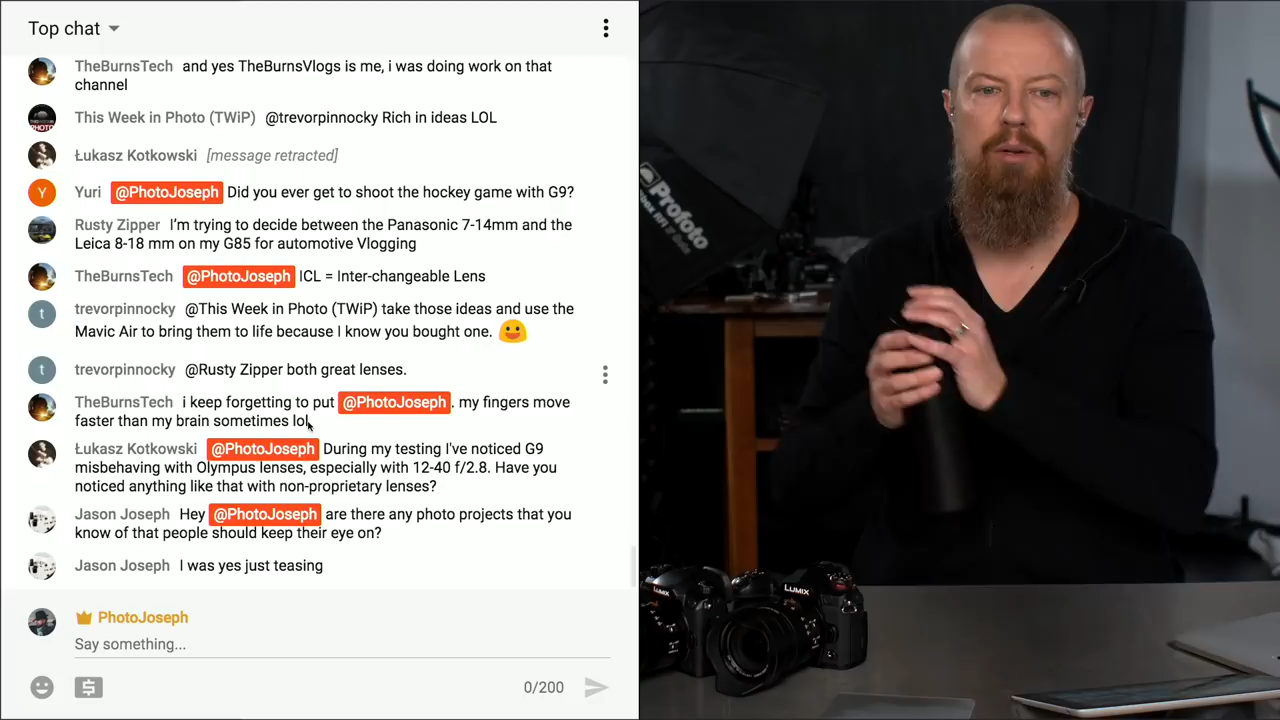 Top chat
TheBurnsTech and yes TheBurnsVlogs is me, i was doing work on that
channel
This Week in Photo (TWiP) @trevorpinnocky Rich in ideas LOL
Łukasz Kotkowski [message retracted]
Y Yuri @PhotoJoseph Did you ever get to shoot the hockey game with G9?
Rusty Zipper I'm trying to decide between the Panasonic 7-14mm and the
Leica 8-18 mm on my G85 for automotive Vlogging
TheBurnsTech @PhotoJoseph ICL = Inter-changeable Lens
t trevorpinnocky @This Week in Photo (TWiP) take those ideas and use the
Mavic Air to bring them to life because I know you bought one.
t trevorpinnocky @Rusty Zipper both great lenses.
TheBurnsTech i keep forgetting to put @PhotoJoseph. my fingers move
faster than my brain sometimes lol
Łukasz Kotkowski @PhotoJoseph During my testing I've noticed G9
misbehaving with Olympus lenses, especially with 12-40 f/2.8. Have you
noticed anything like that with non-proprietary lenses?
Jason Joseph Hey @PhotoJoseph are there any photo projects that you
know of that people should keep their eye on?
Jason Joseph I was yes just teasing
PhotoJoseph
Say something...
0/200
Profoto
LUMIX
LUMIX